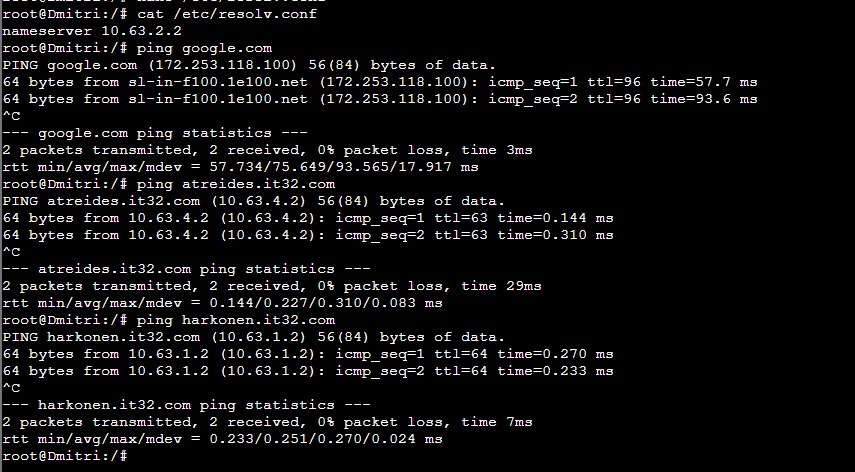 root@Dmitri:/# cat /etc/resolv.conf
nameserver 10.63.2.2
root@Dmitri:/# ping google.com
PING google.com (172.253.118.100) 56(84) bytes of data.
64 bytes from sl-in-f100.1e100.net (172.253.118.100): icmp_seq=1 ttl=96 time=57.7 ms
64 bytes from sl-in-f100.1e100.net (172.253.118.100): icmp_seq=2 ttl=96 time=93.6 ms
^C
--- google.com ping statistics ---
2 packets transmitted, 2 received, 0% packet loss, time 3ms
rtt min/avg/max/mdev = 57.734/75.649/93.565/17.917 ms
root@Dmitri:/# ping atreides.it32.com
PING atreides.it32.com (10.63.4.2) 56(84) bytes of data.
64 bytes from 10.63.4.2 (10.63.4.2): icmp_seq=1 ttl=63 time=0.144 ms
64 bytes from 10.63.4.2 (10.63.4.2): icmp_seq=2 ttl=63 time=0.310 ms
^C
--- atreides.it32.com ping statistics ---
2 packets transmitted, 2 received, 0% packet loss, time 29ms
rtt min/avg/max/mdev = 0.144/0.227/0.310/0.083 ms
root@Dmitri:/# ping harkonen.it32.com
PING harkonen.it32.com (10.63.1.2) 56(84) bytes of data.
64 bytes from 10.63.1.2 (10.63.1.2): icmp_seq=1 ttl=64 time=0.270 ms
64 bytes from 10.63.1.2 (10.63.1.2): icmp_seq=2 ttl=64 time=0.233 ms
^C
--- harkonen.it32.com ping statistics ---
2 packets transmitted, 2 received, 0% packet loss, time 7ms
rtt min/avg/max/mdev = 0.233/0.251/0.270/0.024 ms
root@Dmitri:/#